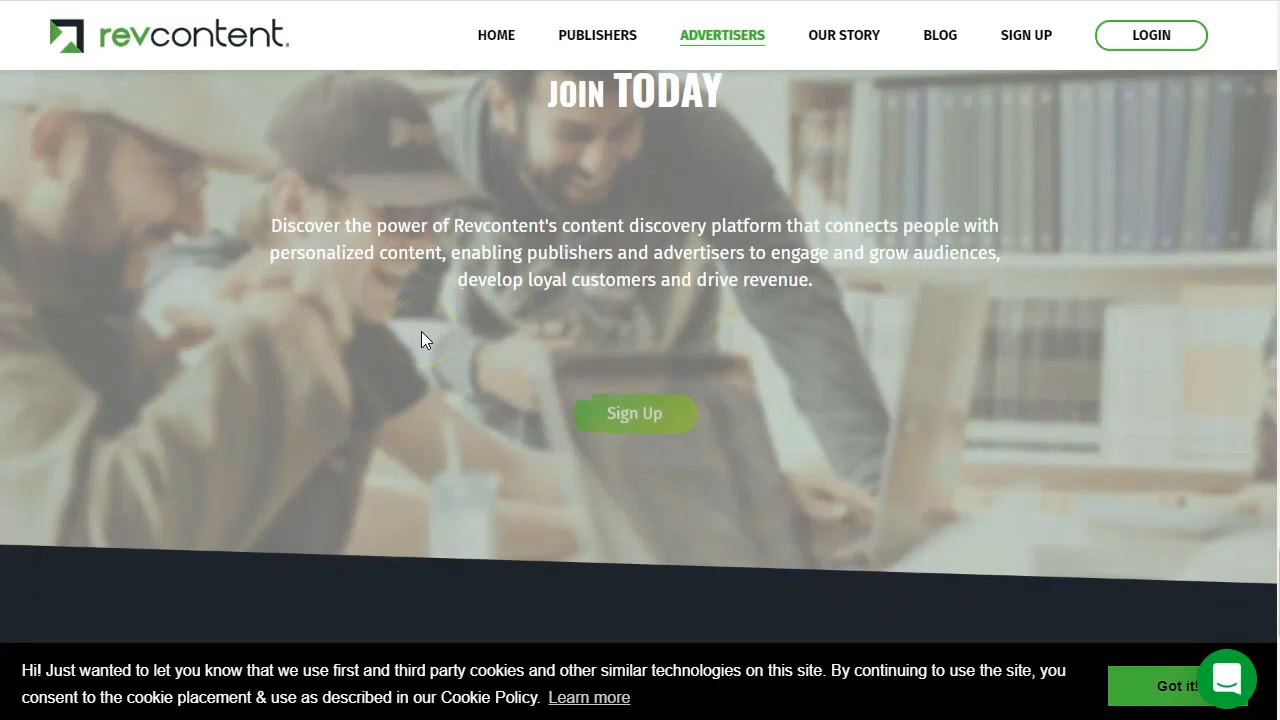 revcontent.
HOME PUBLISHERS ADVERTISERS OUR STORY BLOG SIGN UP LOGIN
JOIN TODAY
Discover the power of Revcontent's content discovery platform that connects people with
personalized content, enabling publishers and advertisers to engage and grow audiences,
develop loyal customers and drive revenue.
Sign Up
Hi! Just wanted to let you know that we use first and third party cookies and other similar technologies on this site. By continuing to use the site, you
consent to the cookie placement & use as described in our Cookie Policy. Learn more
Got it!